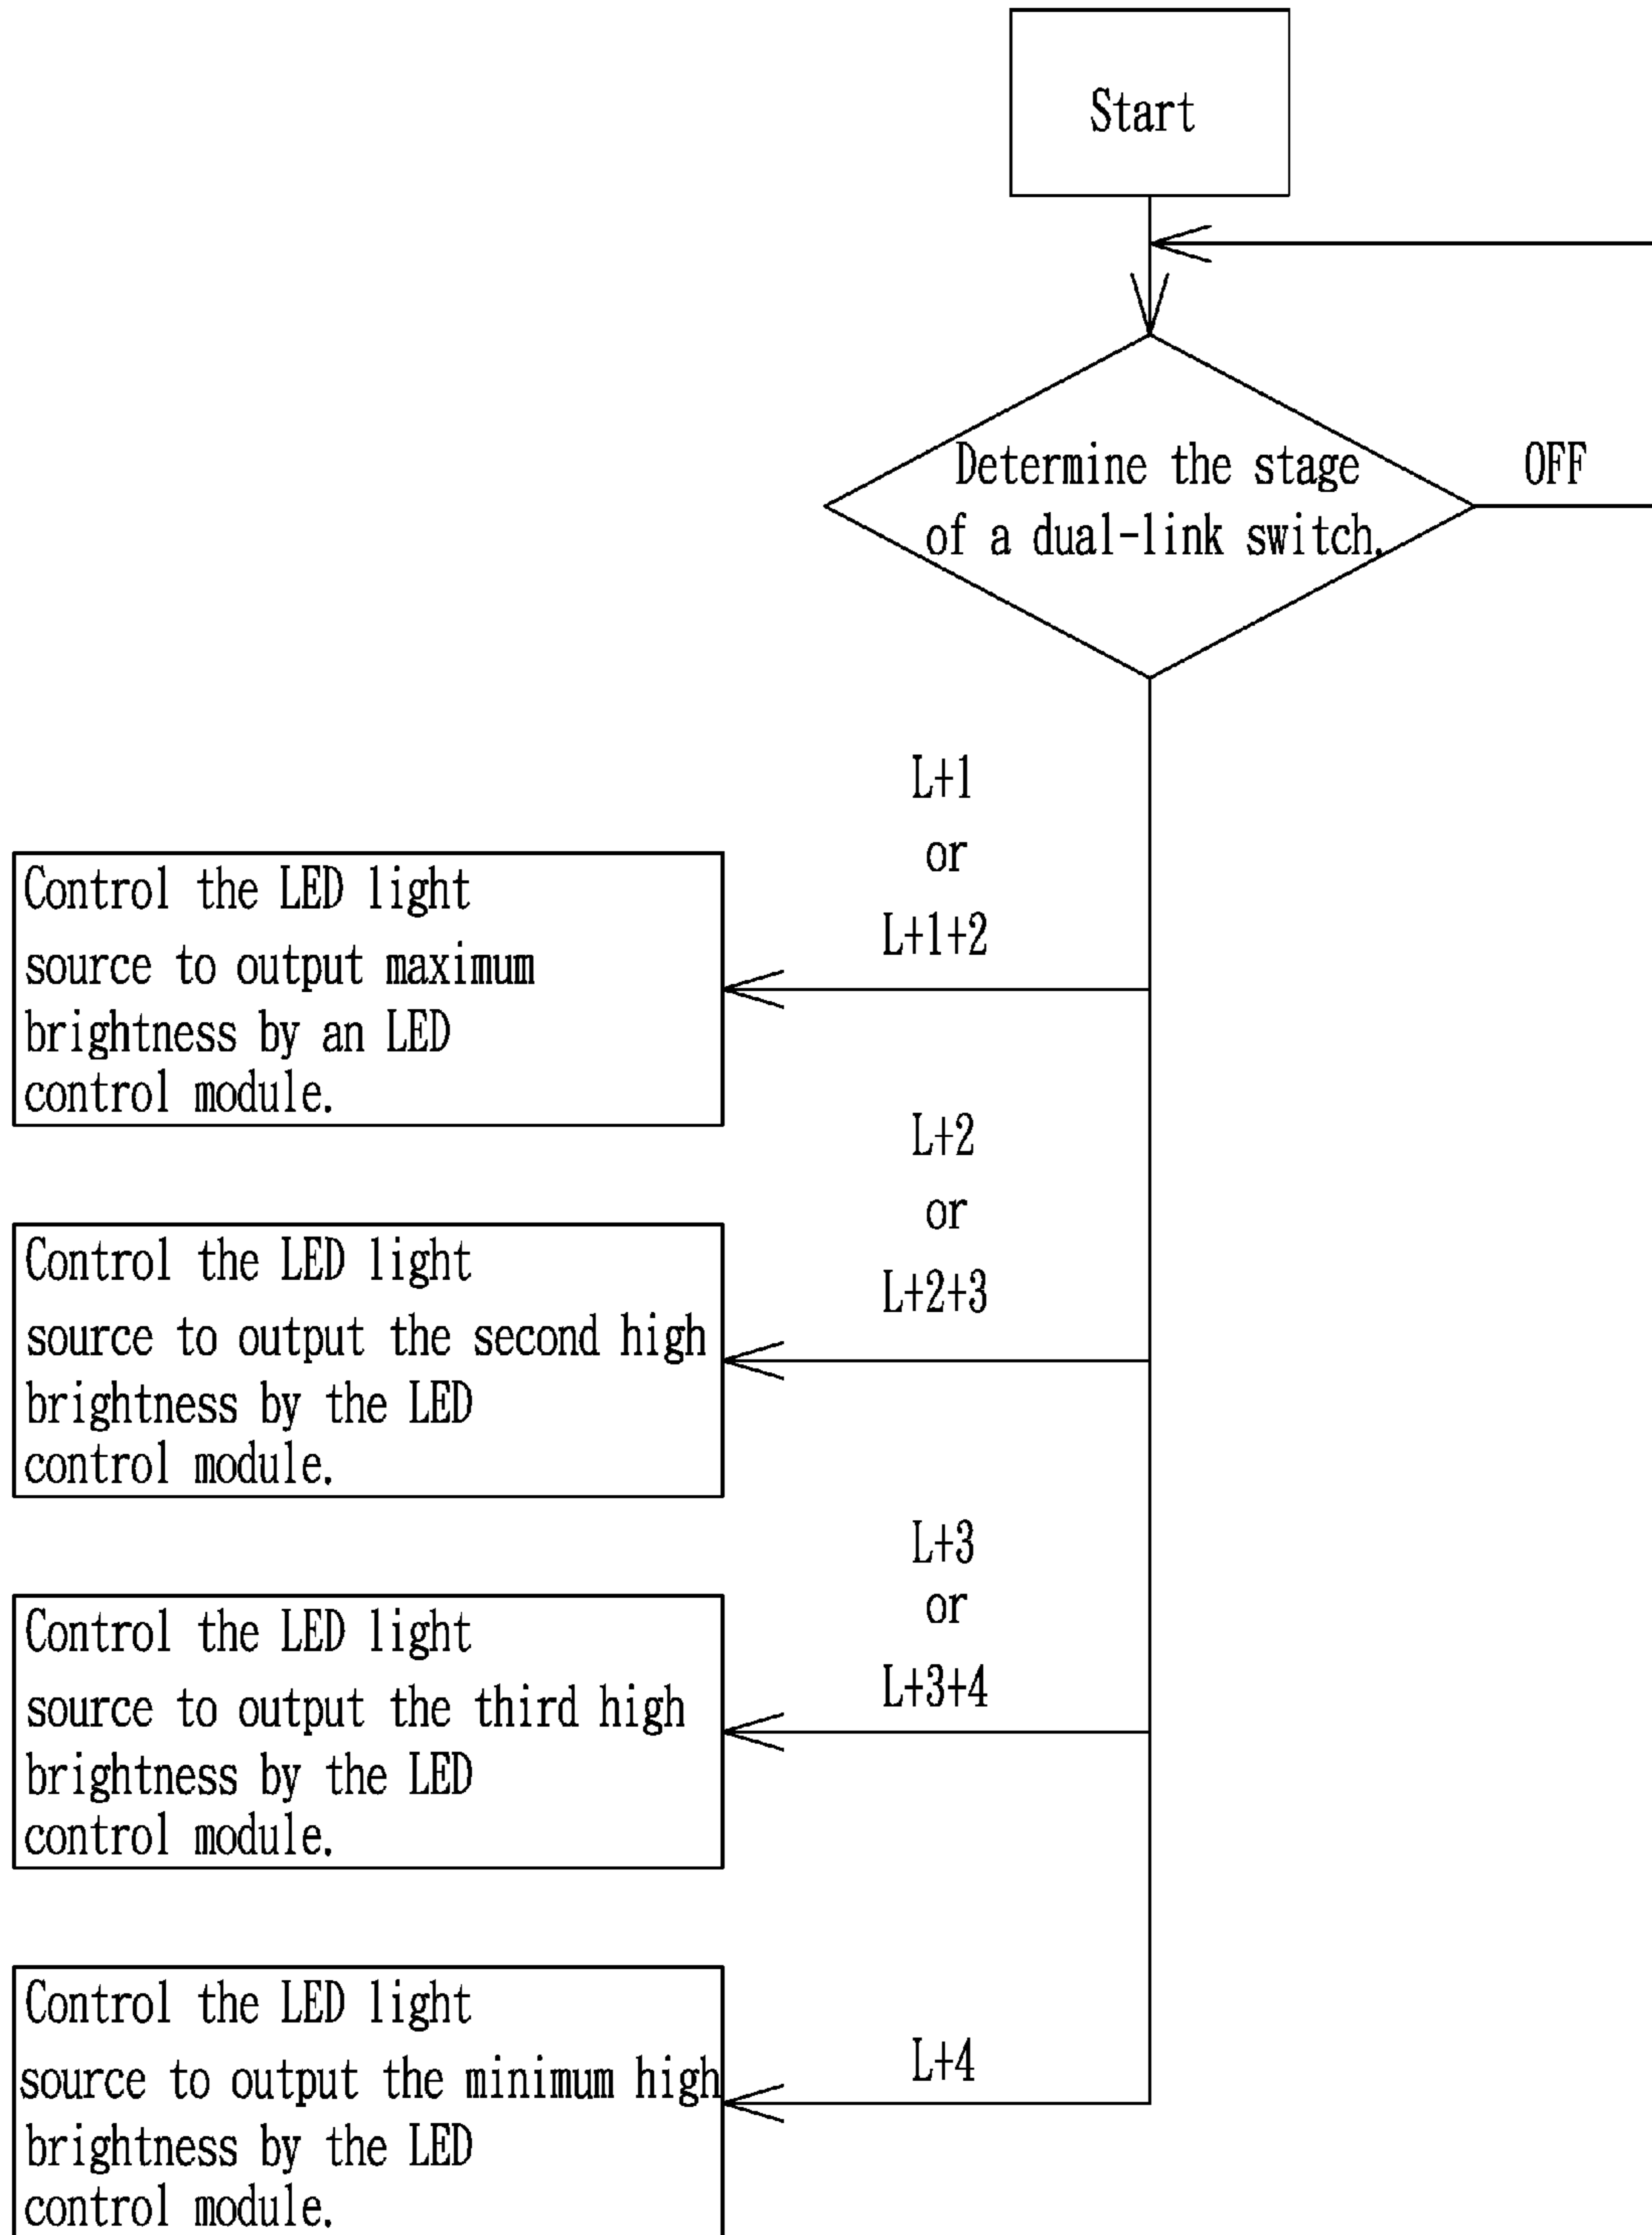 Start
Determine the stage
of a dual-link switch.
OFF
L+1
or
L+1+2
Control the LED light
source to output maximum
brightness by an LED
control module.
L+2
or
L+2+3
Control the LED light
source to output the second high
brightness by the LED
control module.
L+3
or
L+3+4
Control the LED light
source to output the third high
brightness by the LED
control module.
L+4
Control the LED light
source to output the minimum high
brightness by the LED
control module.